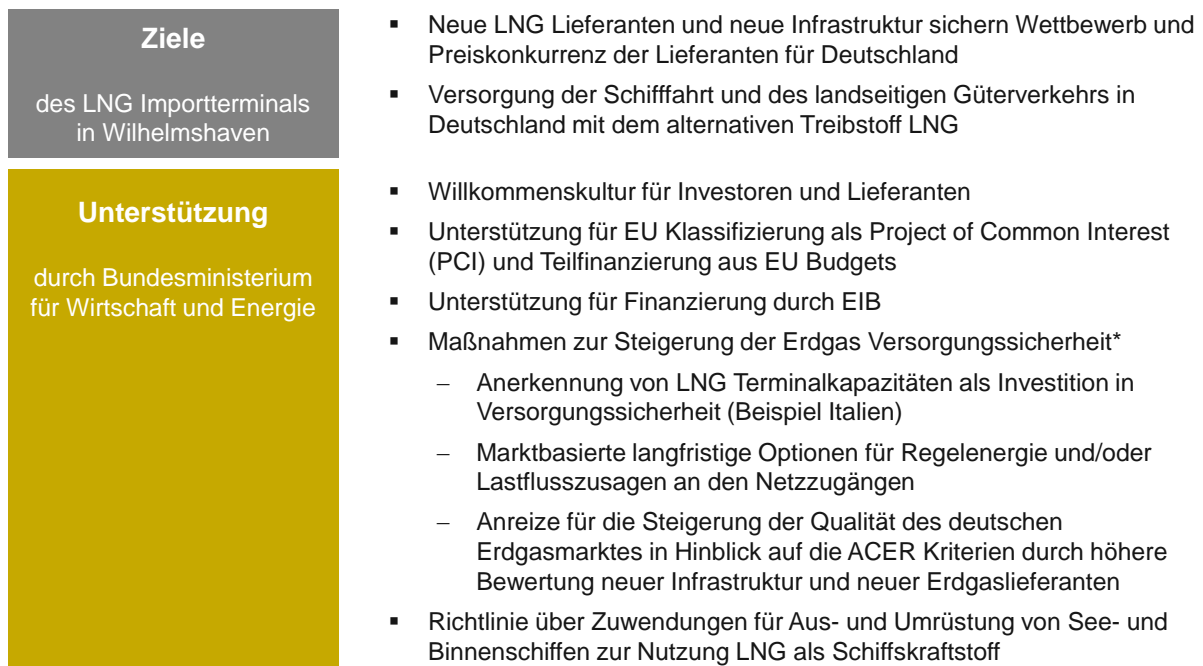 Ziele
des LNG Importterminals
in Wilhelmshaven
▪ Neue LNG Lieferanten und neue Infrastruktur sichern Wettbewerb und
Preiskonkurrenz der Lieferanten für Deutschland
▪ Versorgung der Schifffahrt und des landseitigen Güterverkehrs in
Deutschland mit dem alternativen Treibstoff LNG
Unterstützung
durch Bundesministerium
für Wirtschaft und Energie
▪ Willkommenskultur für Investoren und Lieferanten
▪ Unterstützung für EU Klassifizierung als Project of Common Interest
(PCI) und Teilfinanzierung aus EU Budgets
▪ Unterstützung für Finanzierung durch EIB
▪ Maßnahmen zur Steigerung der Erdgas Versorgungssicherheit*
– Anerkennung von LNG Terminalkapazitäten als Investition in
Versorgungssicherheit (Beispiel Italien)
– Marktbasierte langfristige Optionen für Regelenergie und/oder
Lastflusszusagen an den Netzzugängen
– Anreize für die Steigerung der Qualität des deutschen
Erdgasmarktes in Hinblick auf die ACER Kriterien durch höhere
Bewertung neuer Infrastruktur und neuer Erdgaslieferanten
▪ Richtlinie über Zuwendungen für Aus- und Umrüstung von See- und
Binnenschiffen zur Nutzung LNG als Schiffskraftstoff